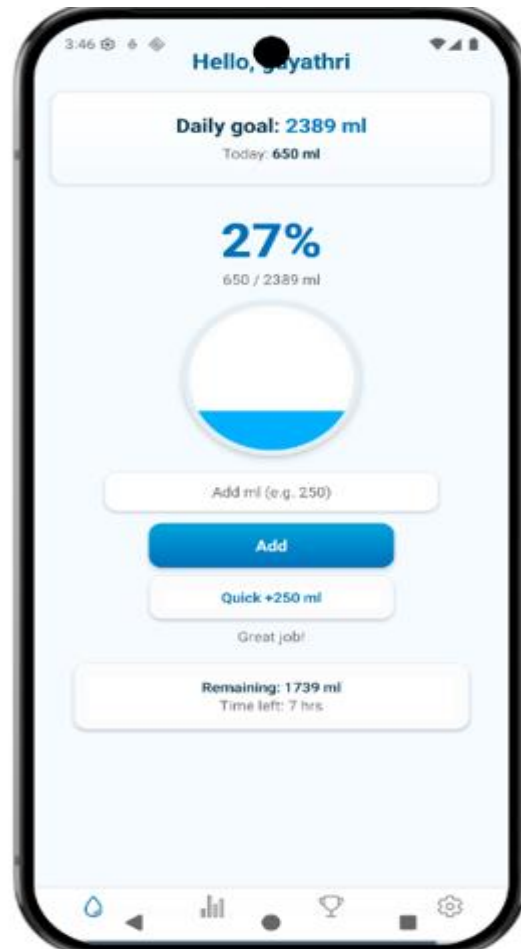 3:46
Hello, gayathri
Daily goal: 2389 ml
Today: 650 ml
27%
650 / 2389 ml
Add ml (e.g. 250)
Add
Quick +250 ml
Great job!
Remaining: 1739 ml
Time left: 7 hrs